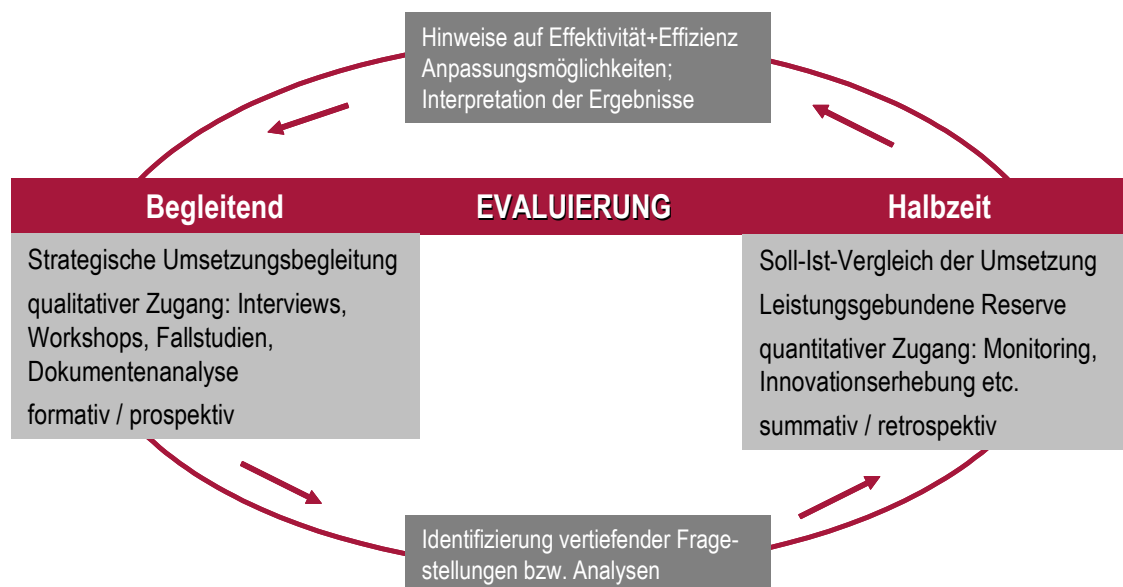 Hinweise auf Effektivität+Effizienz
Anpassungsmöglichkeiten;
Interpretation der Ergebnisse
Begleitend
EVALUIERUNG
Halbzeit
Strategische Umsetzungsbegleitung
qualitativer Zugang: Interviews,
Workshops, Fallstudien,
Dokumentenanalyse
formativ / prospektiv
Soll-Ist-Vergleich der Umsetzung
Leistungsgebundene Reserve
quantitativer Zugang: Monitoring,
Innovationserhebung etc.
summativ / retrospektiv
Identifizierung vertiefender Frage-
stellungen bzw. Analysen